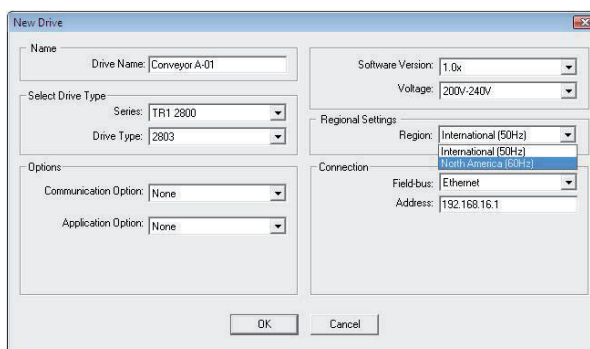 New Drive
Name
Drive Name: Conveyor A-01
Select Drive Type
Series: TR1 2800
Drive Type: 2803
Options
Communication Option: None
Application Option: None
Software Version: 1.0x
Voltage: 200V-240V
Regional Settings
Region: International (50Hz)
International (50Hz)
North America (60Hz)
Connection
Field-bus: Ethernet
Address: 192.168.16.1
OK
Cancel